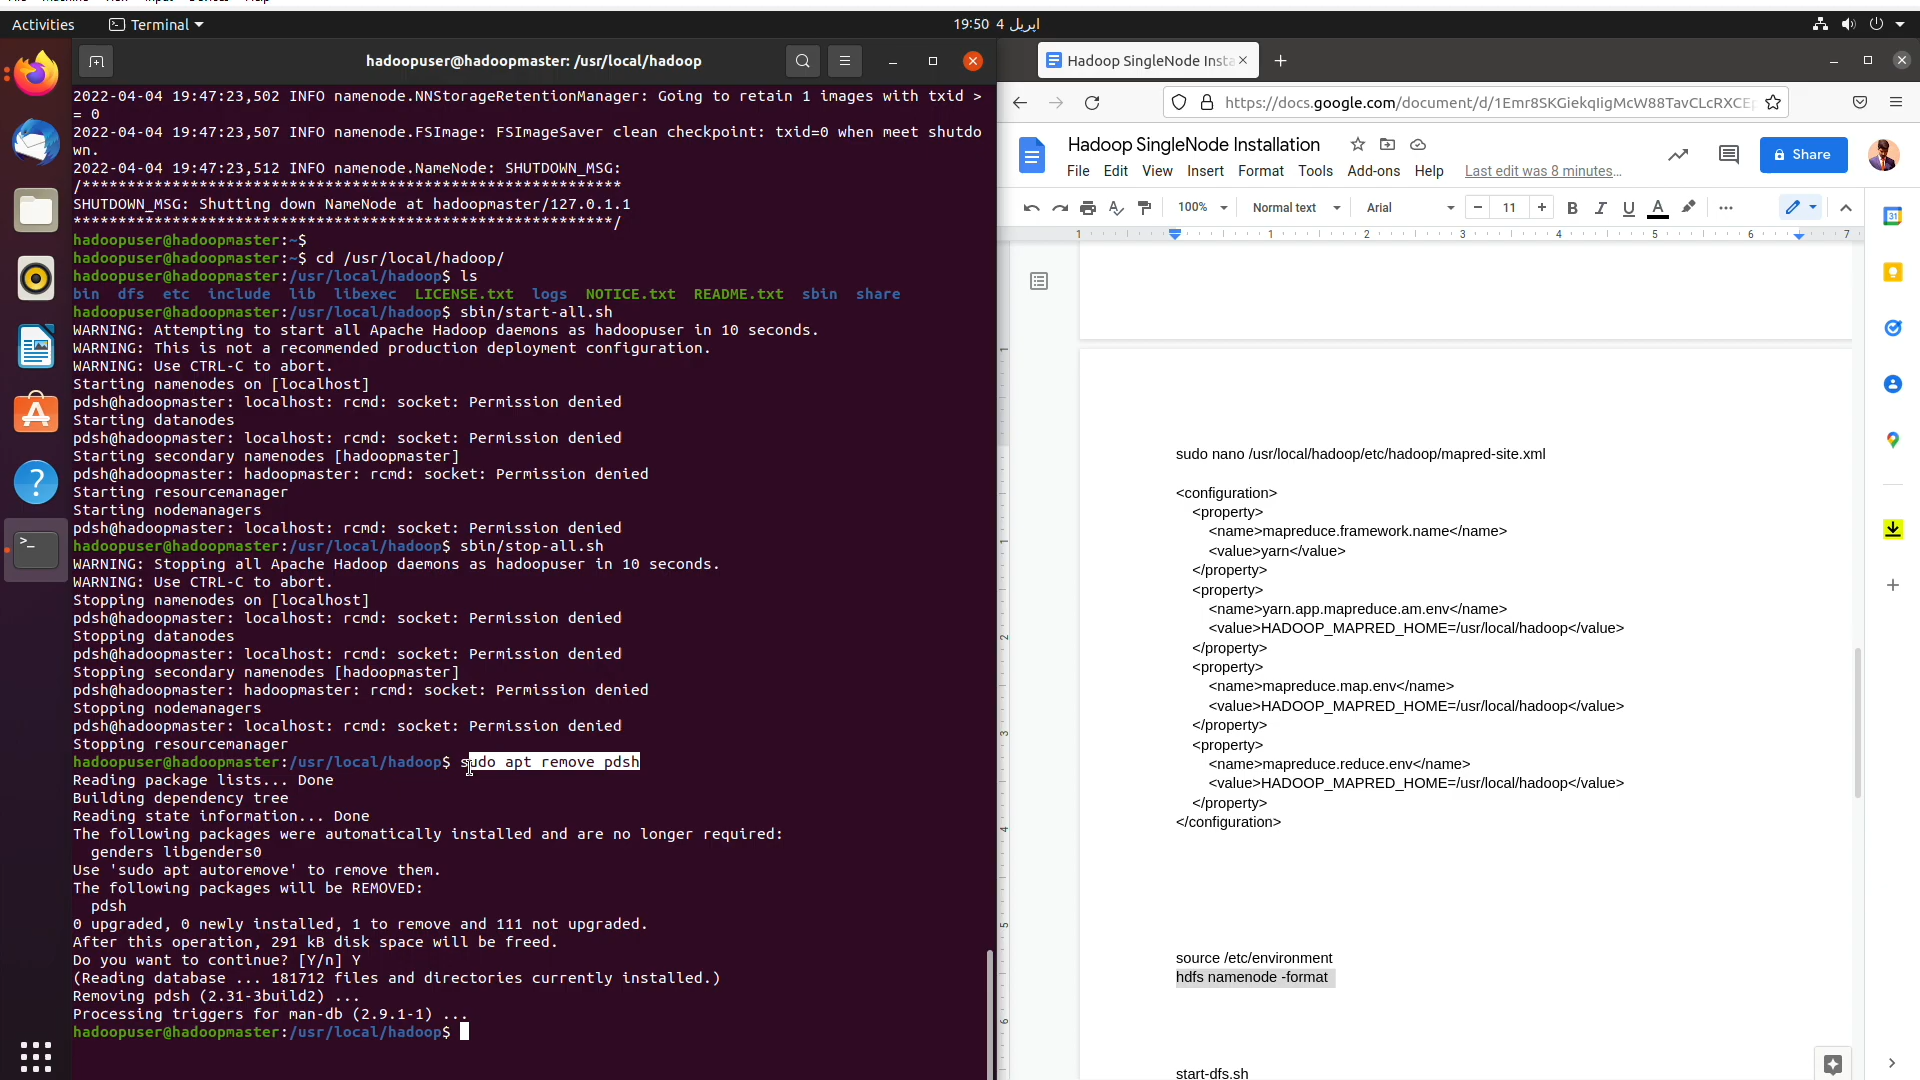 Activities
Terminal
19:50 4 اپریل
hadoopuser@hadoopmaster: /usr/local/hadoop
2022-04-04 19:47:23,502 INFO namenode.NNStorageRetentionManager: Going to retain 1 images with txid >
= 0
2022-04-04 19:47:23,507 INFO namenode.FSImage: FSImageSaver clean checkpoint: txid=0 when meet shutdo
wn.
2022-04-04 19:47:23,512 INFO namenode.NameNode: SHUTDOWN_MSG:
/************************************************************
SHUTDOWN_MSG: Shutting down NameNode at hadoopmaster/127.0.1.1
************************************************************/
hadoopuser@hadoopmaster:~$
hadoopuser@hadoopmaster:~$ cd /usr/local/hadoop/
hadoopuser@hadoopmaster:/usr/local/hadoop$ ls
bin dfs etc include lib libexec LICENSE.txt logs NOTICE.txt README.txt sbin share
hadoopuser@hadoopmaster:/usr/local/hadoop$ sbin/start-all.sh
WARNING: Attempting to start all Apache Hadoop daemons as hadoopuser in 10 seconds.
WARNING: This is not a recommended production deployment configuration.
WARNING: Use CTRL-C to abort.
Starting namenodes on [localhost]
pdsh@hadoopmaster: localhost: rcmd: socket: Permission denied
Starting datanodes
pdsh@hadoopmaster: localhost: rcmd: socket: Permission denied
Starting secondary namenodes [hadoopmaster]
pdsh@hadoopmaster: hadoopmaster: rcmd: socket: Permission denied
Starting resourcemanager
Starting nodemanagers
pdsh@hadoopmaster: localhost: rcmd: socket: Permission denied
hadoopuser@hadoopmaster:/usr/local/hadoop$ sbin/stop-all.sh
WARNING: Stopping all Apache Hadoop daemons as hadoopuser in 10 seconds.
WARNING: Use CTRL-C to abort.
Stopping namenodes on [localhost]
pdsh@hadoopmaster: localhost: rcmd: socket: Permission denied
Stopping datanodes
pdsh@hadoopmaster: localhost: rcmd: socket: Permission denied
Stopping secondary namenodes [hadoopmaster]
pdsh@hadoopmaster: hadoopmaster: rcmd: socket: Permission denied
Stopping nodemanagers
pdsh@hadoopmaster: localhost: rcmd: socket: Permission denied
Stopping resourcemanager
hadoopuser@hadoopmaster:/usr/local/hadoop$ sudo apt remove pdsh
Reading package lists... Done
Building dependency tree
Reading state information... Done
The following packages were automatically installed and are no longer required:
genders libgenders0
Use 'sudo apt autoremove' to remove them.
The following packages will be REMOVED:
pdsh
0 upgraded, 0 newly installed, 1 to remove and 111 not upgraded.
After this operation, 291 kB disk space will be freed.
Do you want to continue? [Y/n] Y
(Reading database ... 181712 files and directories currently installed.)
Removing pdsh (2.31-3build2) ...
Processing triggers for man-db (2.9.1-1) ...
hadoopuser@hadoopmaster:/usr/local/hadoop$
Hadoop SingleNode Insta
https://docs.google.com/document/d/1Emr8SKGiekqligMcW88TavCLcRXCEp
Hadoop SingleNode Installation
File Edit View Insert Format Tools Add-ons Help Last edit was 8 minutes...
Share
100% Normal text Arial 11 B I U A
1 1 2 3 4 5 6 7
sudo nano /usr/local/hadoop/etc/hadoop/mapred-site.xml
<configuration>
<property>
<name>mapreduce.framework.name</name>
<value>yarn</value>
</property>
<property>
<name>yarn.app.mapreduce.am.env</name>
<value>HADOOP_MAPRED_HOME=/usr/local/hadoop</value>
</property>
<property>
<name>mapreduce.map.env</name>
<value>HADOOP_MAPRED_HOME=/usr/local/hadoop</value>
</property>
<property>
<name>mapreduce.reduce.env</name>
<value>HADOOP_MAPRED_HOME=/usr/local/hadoop</value>
</property>
</configuration>
source /etc/environment
hdfs namenode -format
start-dfs.sh